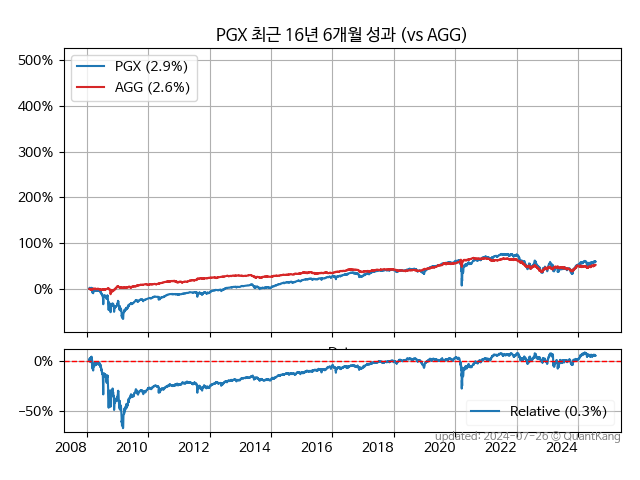 PGX 최근 16년 6개월 성과 (vs AGG)
500%
400%
300%
200%
100%
0%
PGX (2.9%)
AGG (2.6%)
0%
−50%
Relative (0.3%)
updated: 2024-07-26 © QuantKang
2008 2010 2012 2014 2016 2018 2020 2022 2024